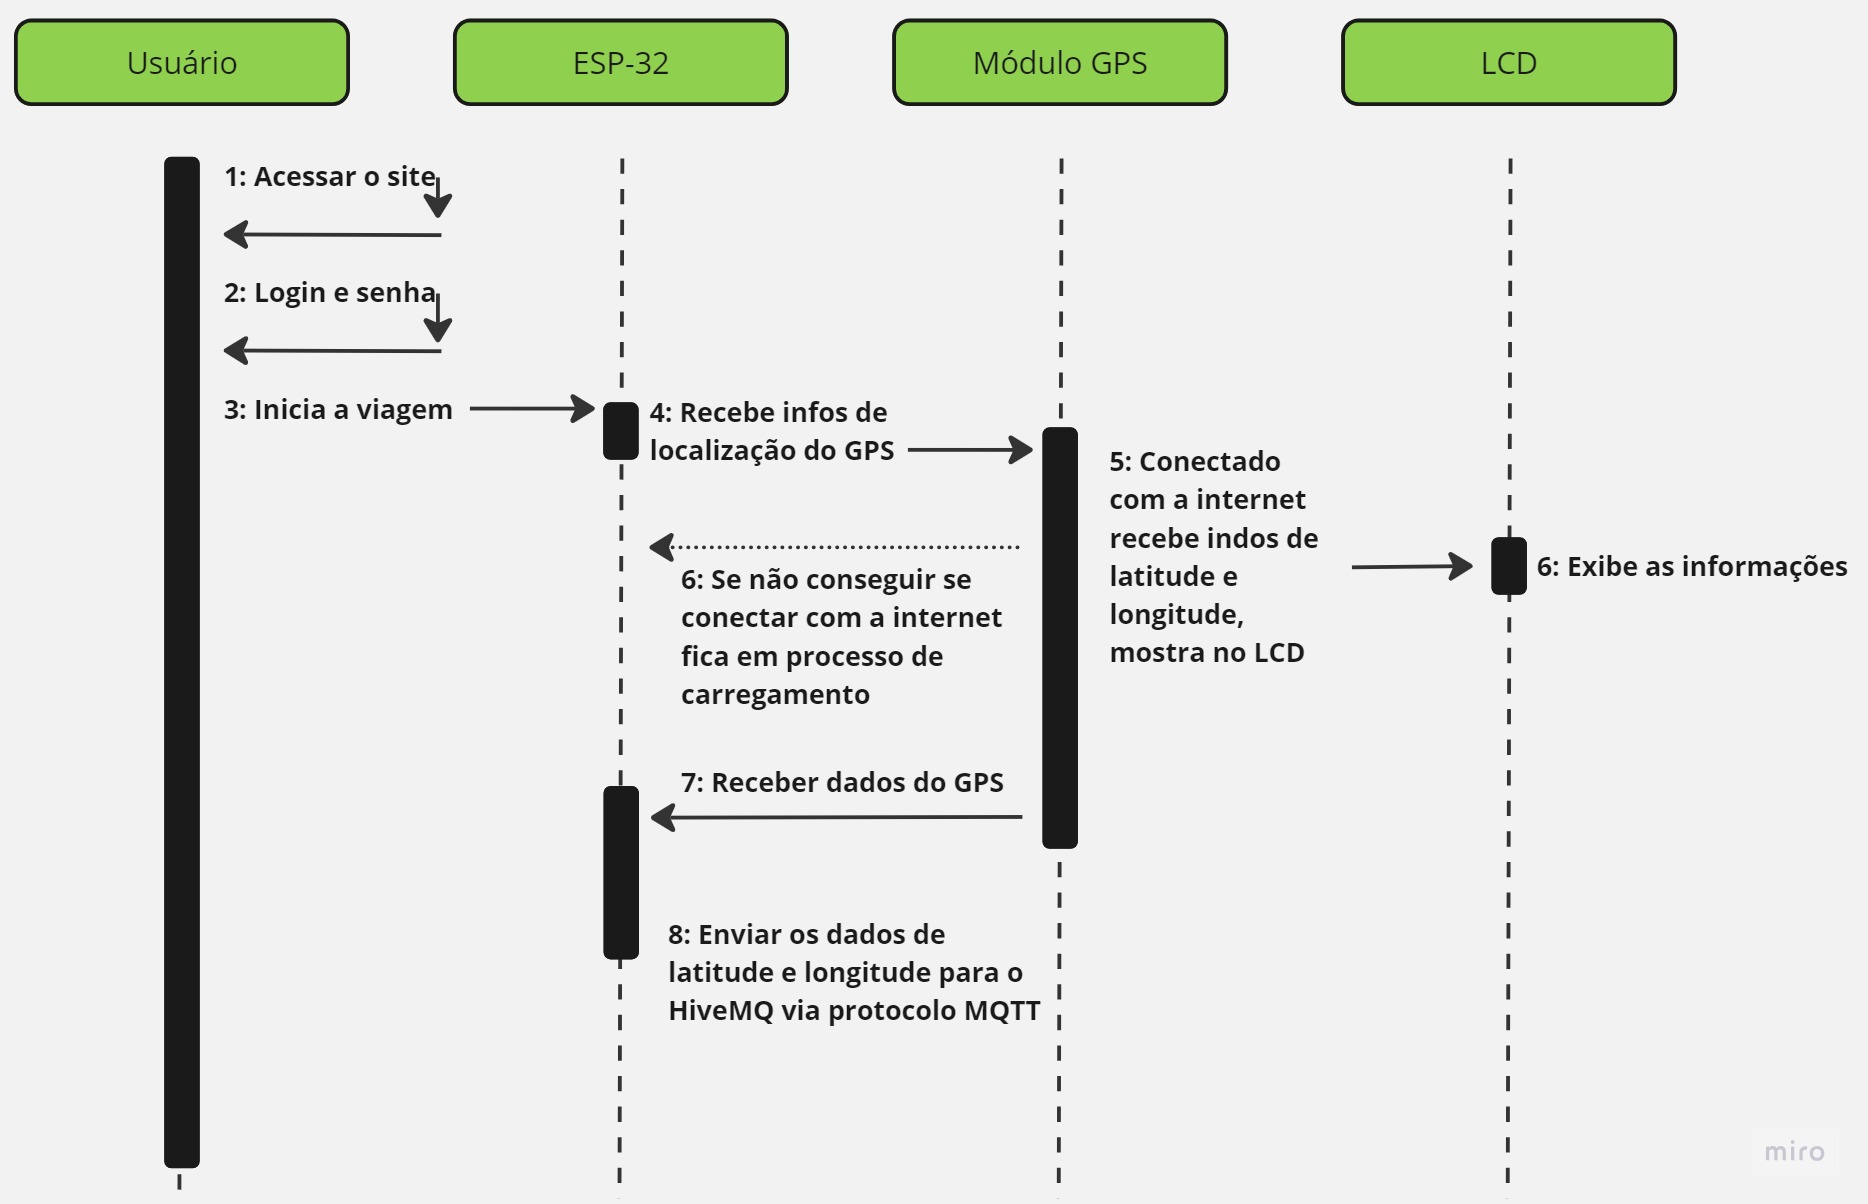 Usuário
ESP-32
Módulo GPS
LCD
1: Acessar o site
2: Login e senha
3: Inicia a viagem
4: Recebe infos de
localização do GPS
5: Conectado
com a internet
recebe indos de
latitude e
longitude,
mostra no LCD
6: Exibe as informações
6: Se não conseguir se
conectar com a internet
fica em processo de
carregamento
7: Receber dados do GPS
8: Enviar os dados de
latitude e longitude para o
HiveMQ via protocolo MQTT
miro